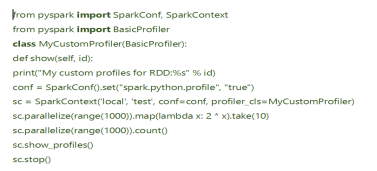 from pyspark import SparkConf, SparkContext
from pyspark import BasicProfiler
class MyCustomProfiler(BasicProfiler):
def show(self, id):
print("My custom profiles for RDD:%s" % id)
conf = SparkConf().set("spark.python.profile", "true")
sc = SparkContext('local', 'test', conf=conf, profiler_cls=MyCustomProfiler)
sc.parallelize(range(1000)).map(lambda x: 2 * x).take(10)
sc.parallelize(range(1000)).count()
sc.show_profiles()
sc.stop()